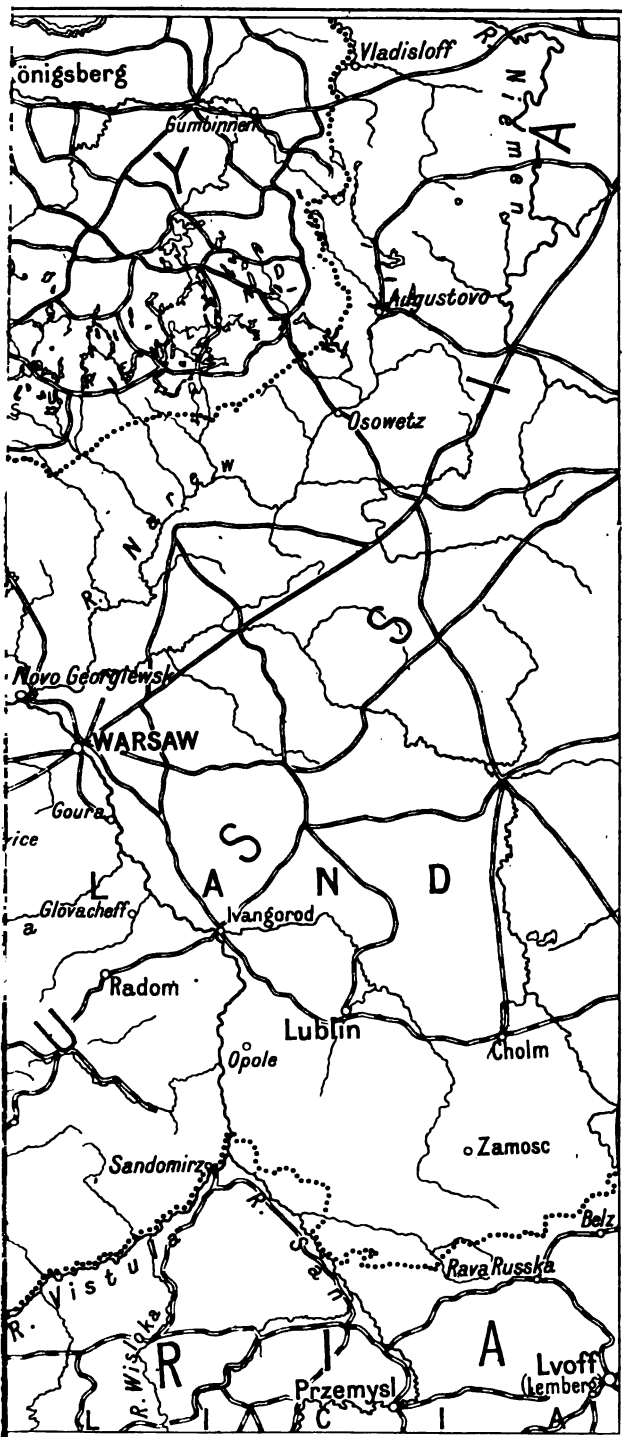 Vladisloff
R. Niemen
önigsberg
Gumbinnen
Y
A
Augustovo
I
Osowetz
R. Narew
S
Novo Georgiewsk
WARSAW
Goura
vice
S
L A N D
Glovacheff
a
Ivangorod
Radom
U
Lublin
Cholm
Opole
Zamosc
Sandomirz
R. San
Belz
R. Vistula
Rava Russka
R. Wisloka
R I A
Lvoff
(Lemberg)
Przemysl
L I C I A